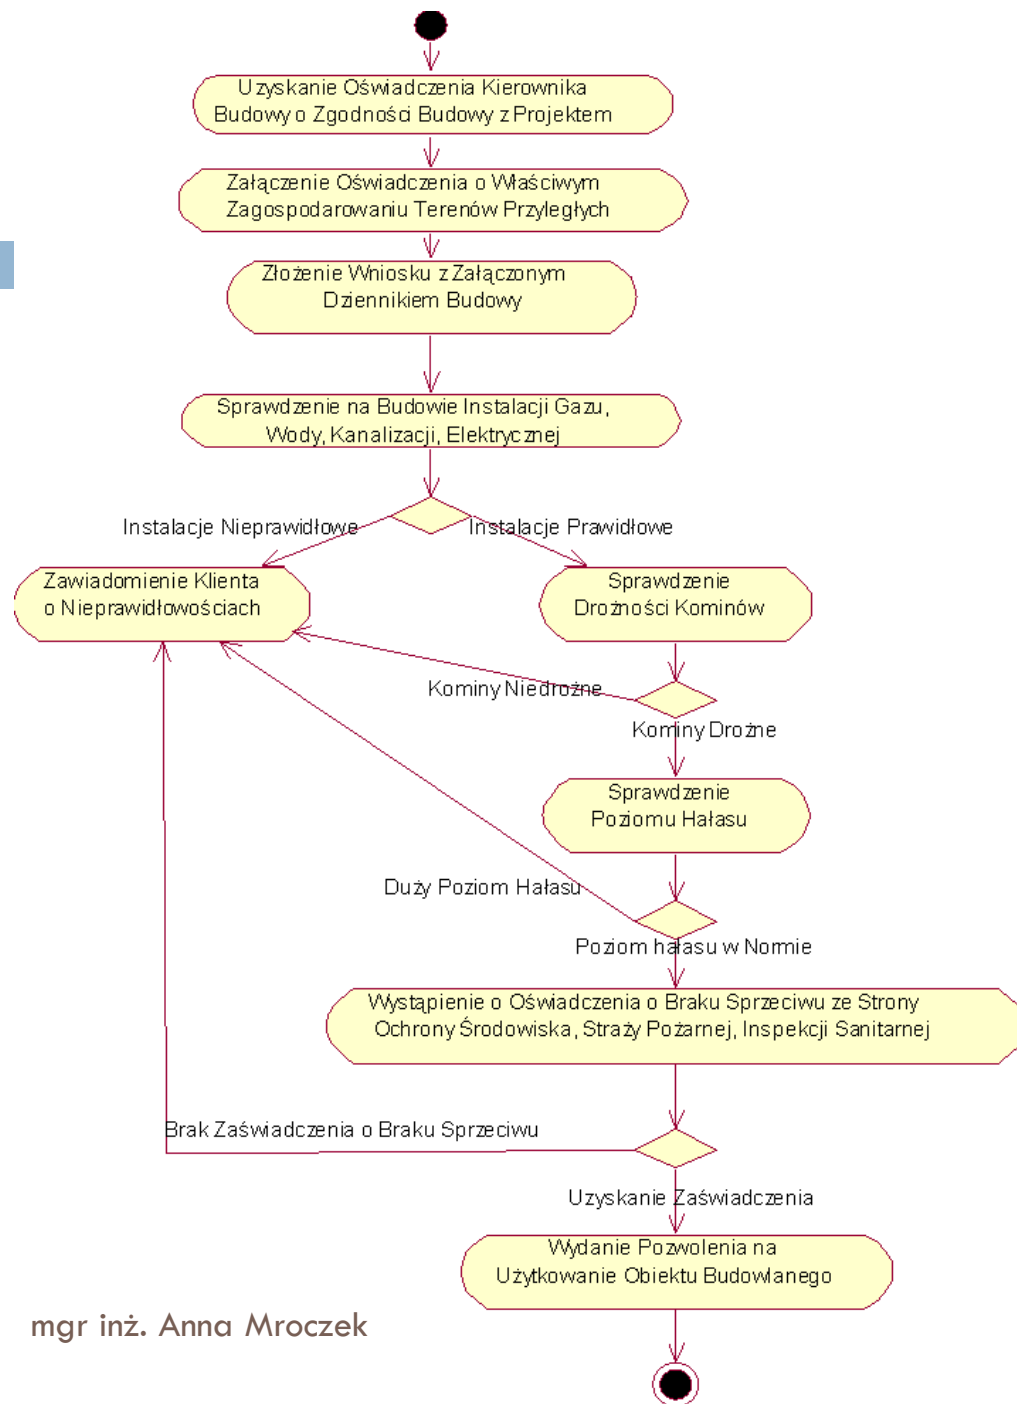 Uzyskanie Oświadczenia Kierownika
Budowy o Zgodności Budowy z Projektem
Załączenie Oświadczenia o Właściwym
Zagospodarowaniu Terenów Przyległych
Złożenie Wniosku z Załączonym
Dziennikiem Budowy
Sprawdzenie na Budowie Instalacji Gazu,
Wody, Kanalizacji, Elektrycznej
Instalacje Nieprawidłowe
Instalacje Prawidłowe
Zawiadomienie Klienta
o Nieprawidłowościach
Sprawdzenie
Drożności Kominów
Kominy Niedrożne
Kominy Drożne
Sprawdzenie
Poziomu Hałasu
Duży Poziom Hałasu
Poziom hałasu w Normie
Wystąpienie o Oświadczenia o Braku Sprzeciwu ze Strony
Ochrony Środowiska, Straży Pożarnej, Inspekcji Sanitarnej
Brak Zaświadczenia o Braku Sprzeciwu
Uzyskanie Zaświadczenia
Wydanie Pozwolenia na
Użytkowanie Obiektu Budowlanego
mgr inż. Anna Mroczek